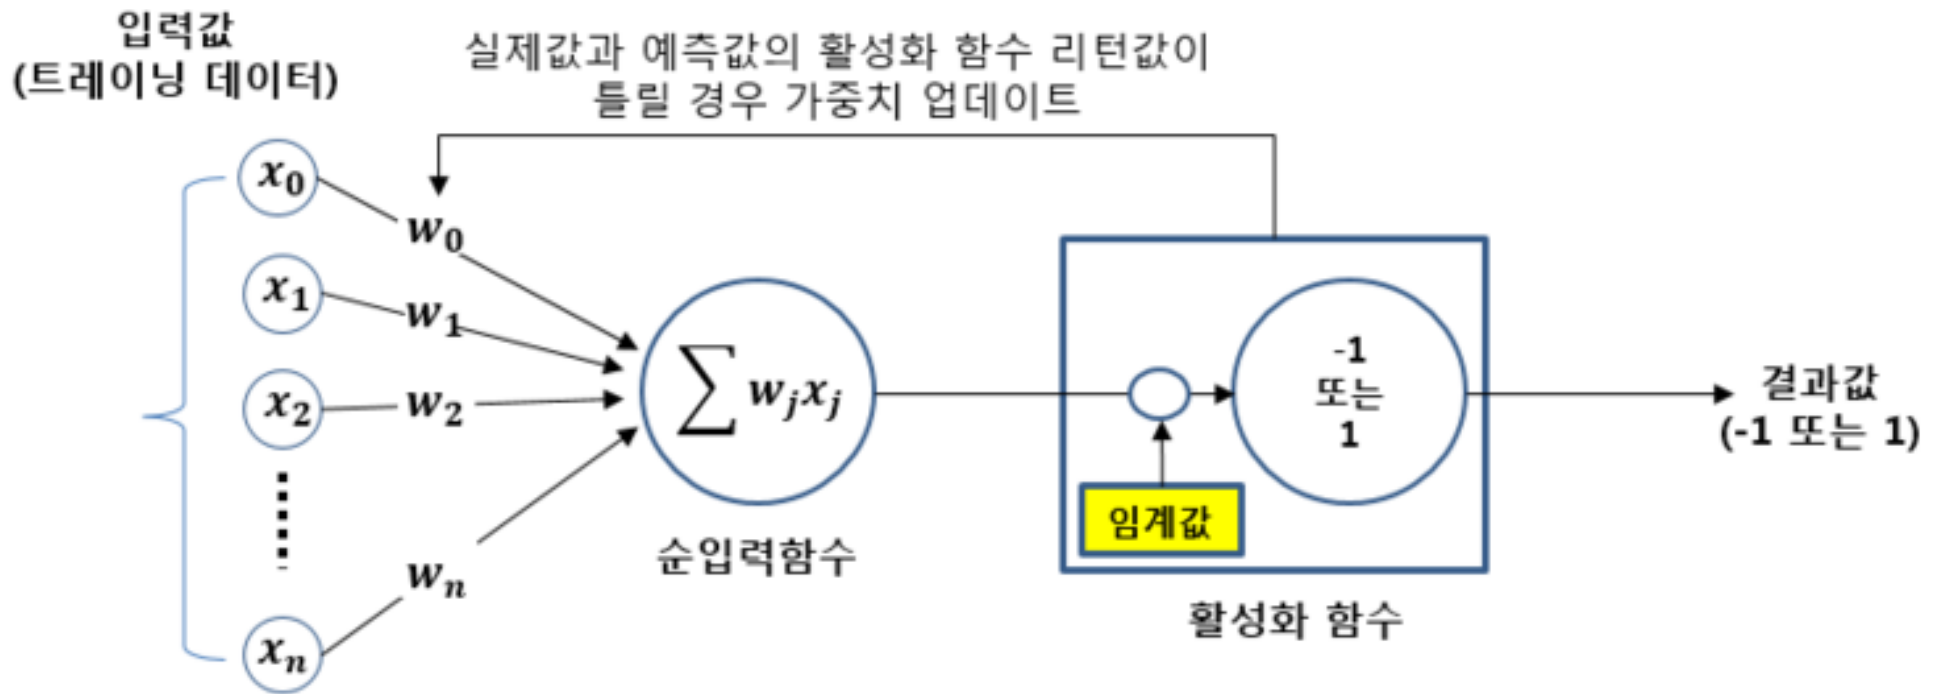 입력값
(트레이닝 데이터)
실제값과 예측값의 활성화 함수 리턴값이
틀릴 경우 가중치 업데이트
x₀
w₀
x₁
w₁
x₂
w₂
xₙ
wₙ
∑ wⱼxⱼ
순입력함수
-1
또는
1
임계값
활성화 함수
결과값
(-1 또는 1)